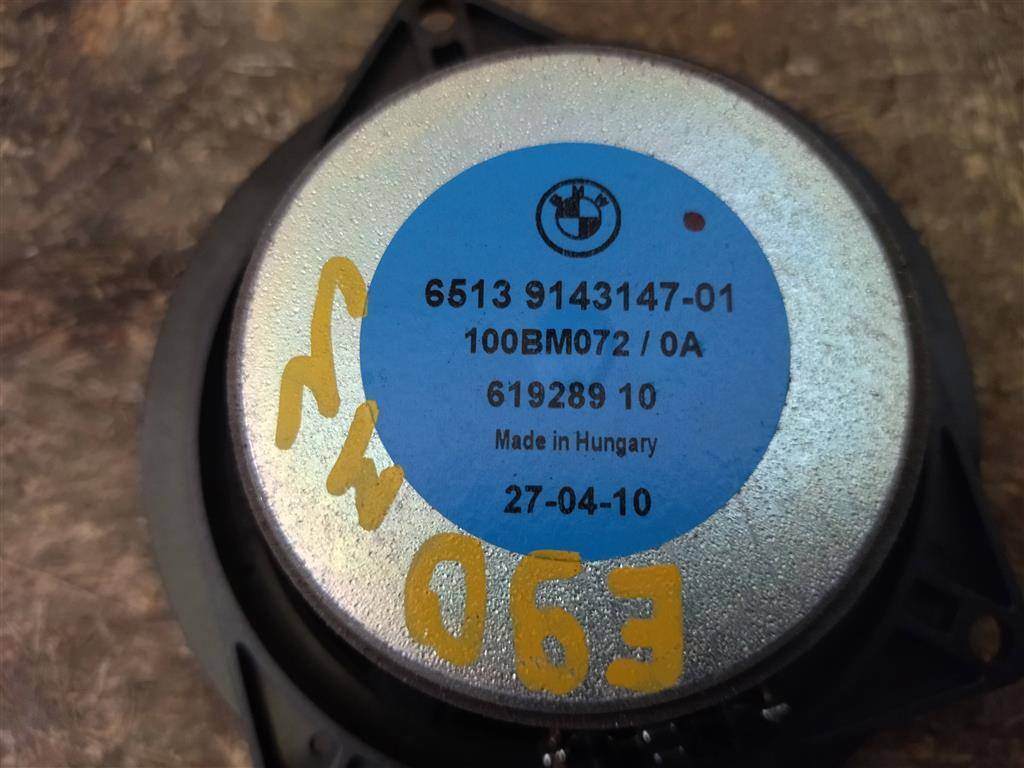 BMW
6513 9143147-01
100BM072 / 0A
619289 10
Made in Hungary
27-04-10
E90